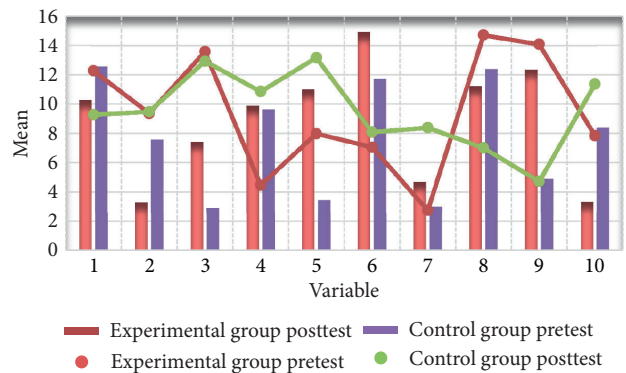 16
14
12
10
8
6
4
2
0
Mean
1 2 3 4 5 6 7 8 9 10
Variable
Experimental group posttest Control group pretest
Experimental group pretest Control group posttest